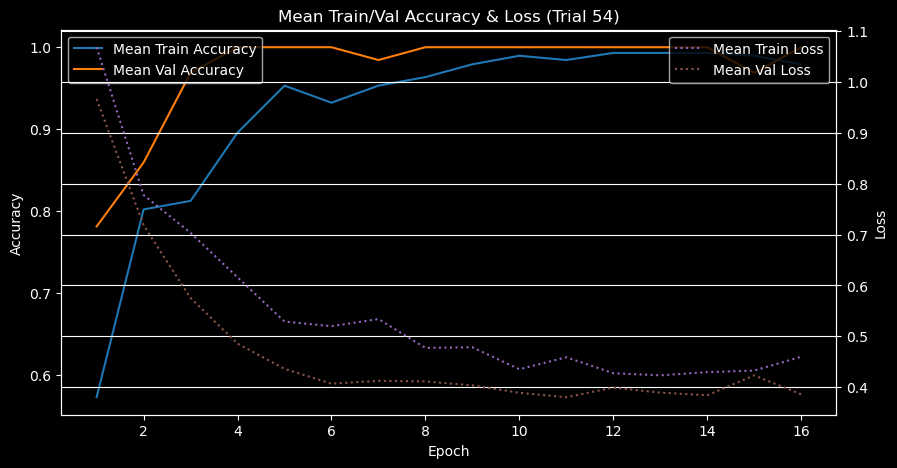 Mean Train/Val Accuracy & Loss (Trial 54)
Mean Train Accuracy
Mean Val Accuracy
Mean Train Loss
Mean Val Loss
Accuracy
1.0
0.9
0.8
0.7
0.6
1.1
1.0
0.9
0.8
0.7
0.6
0.5
0.4
Loss
2 4 6 8 10 12 14 16
Epoch